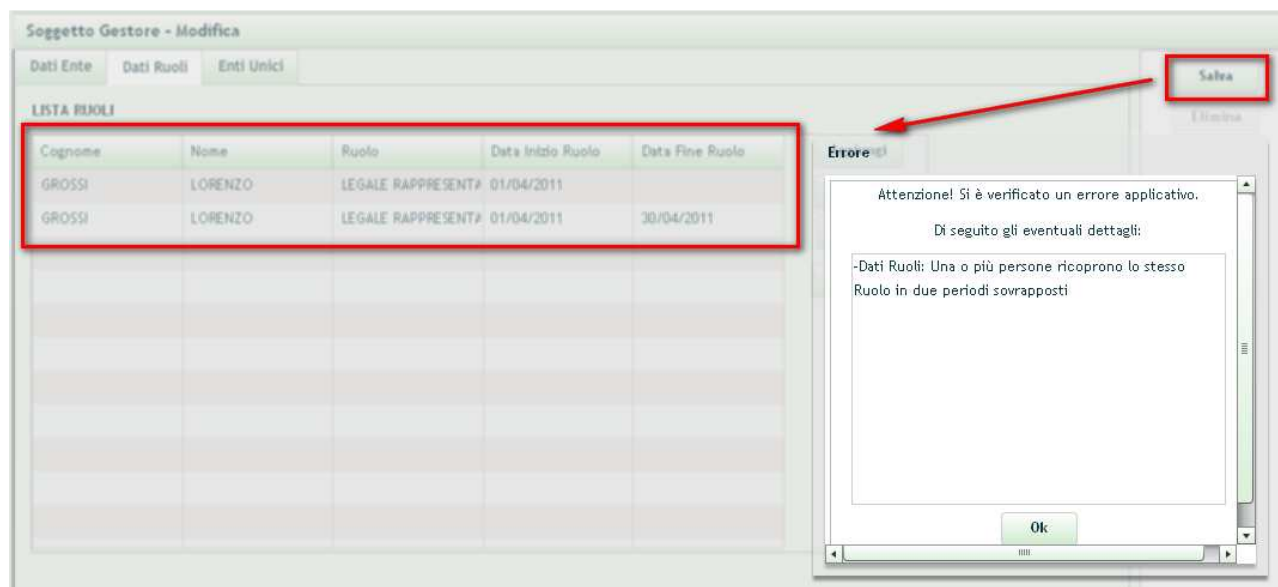 Soggetto Gestore - Modifica
Dati Ente Dati Ruoli Enti Unici
Salva
LISTA RUOLI
Elimina
Cognome Nome Ruolo Data Inizio Ruolo Data Fine Ruolo
Errore
GROSSI LORENZO LEGALE RAPPRESENTA 01/04/2011
GROSSI LORENZO LEGALE RAPPRESENTA 01/04/2011 30/04/2011
Attenzione! Si è verificato un errore applicativo.
Di seguito gli eventuali dettagli:
-Dati Ruoli: Una o più persone ricoprono lo stesso
Ruolo in due periodi sovrapposti
Ok